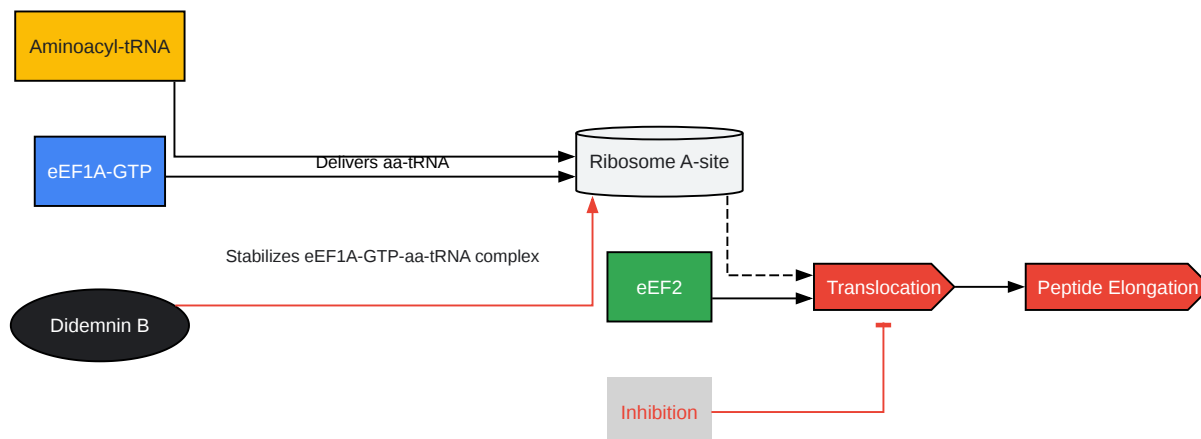 Aminoacyl-tRNA
eEF1A-GTP
Delivers aa-tRNA
Ribosome A-site
Stabilizes eEF1A-GTP-aa-tRNA complex
eEF2
Translocation
Peptide Elongation
Didemnin B
Inhibition